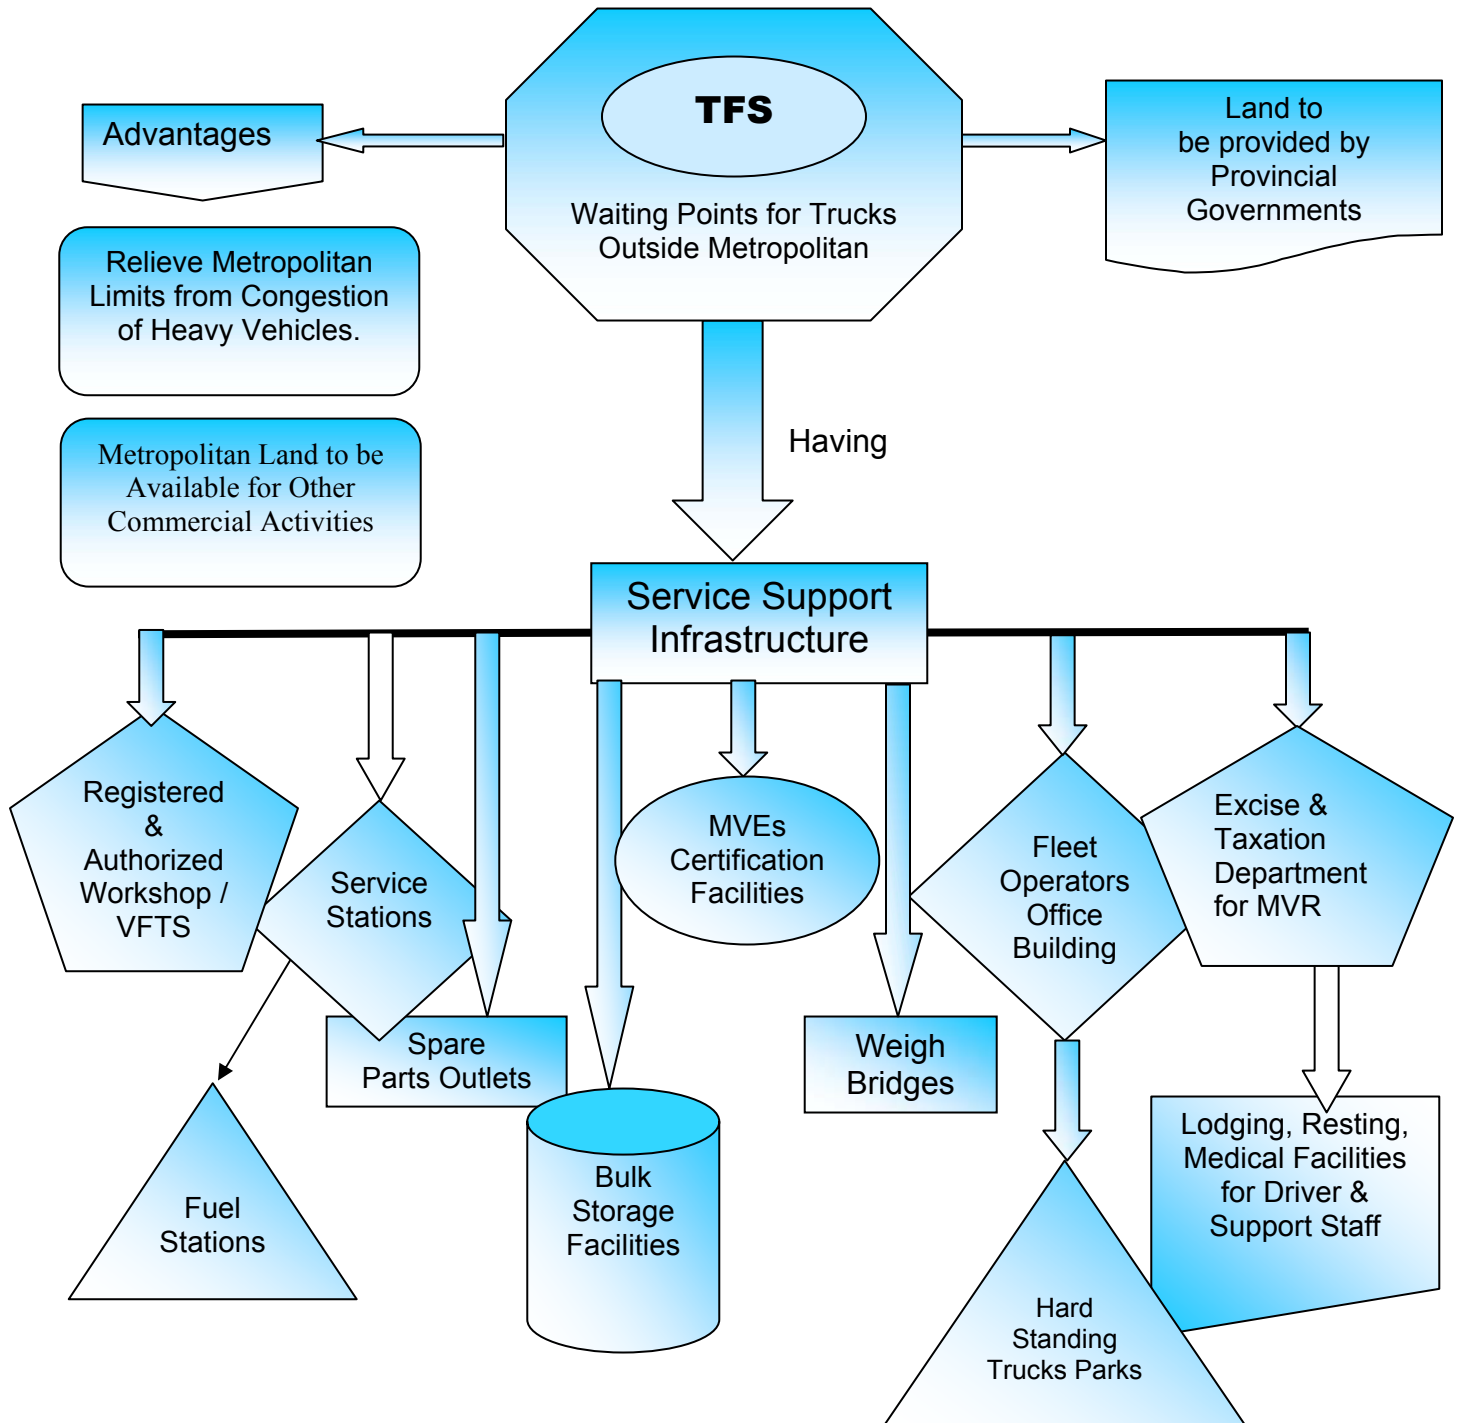 TFS
Waiting Points for Trucks
Outside Metropolitan
Advantages
Land to
be provided by
Provincial
Governments
Relieve Metropolitan
Limits from Congestion
of Heavy Vehicles.
Metropolitan Land to be
Available for Other
Commercial Activities
Having
Service Support
Infrastructure
Registered
&
Authorized
Workshop /
VFTS
Service
Stations
MVEs
Certification
Facilities
Fleet
Operators
Office
Building
Excise &
Taxation
Department
for MVR
Spare
Parts Outlets
Weigh
Bridges
Fuel
Stations
Bulk
Storage
Facilities
Lodging, Resting,
Medical Facilities
for Driver &
Support Staff
Hard
Standing
Trucks Parks